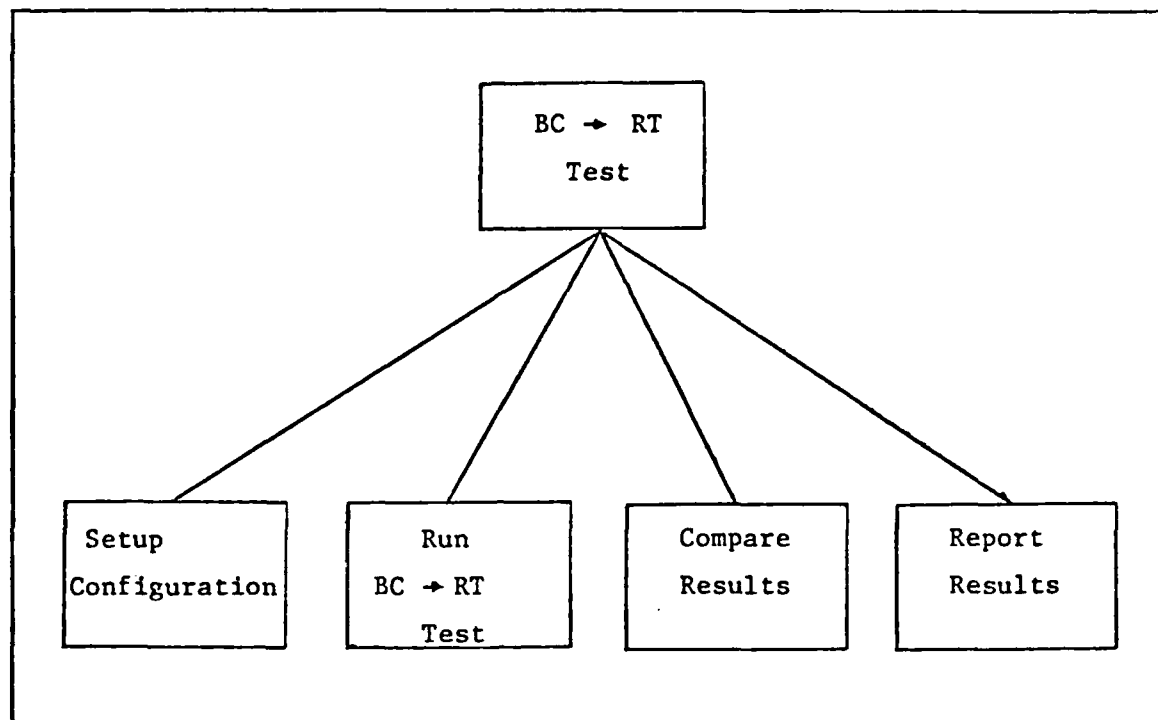 BC → RT
Test
Setup
Configuration
Run
BC → RT
Test
Compare
Results
Report
Results